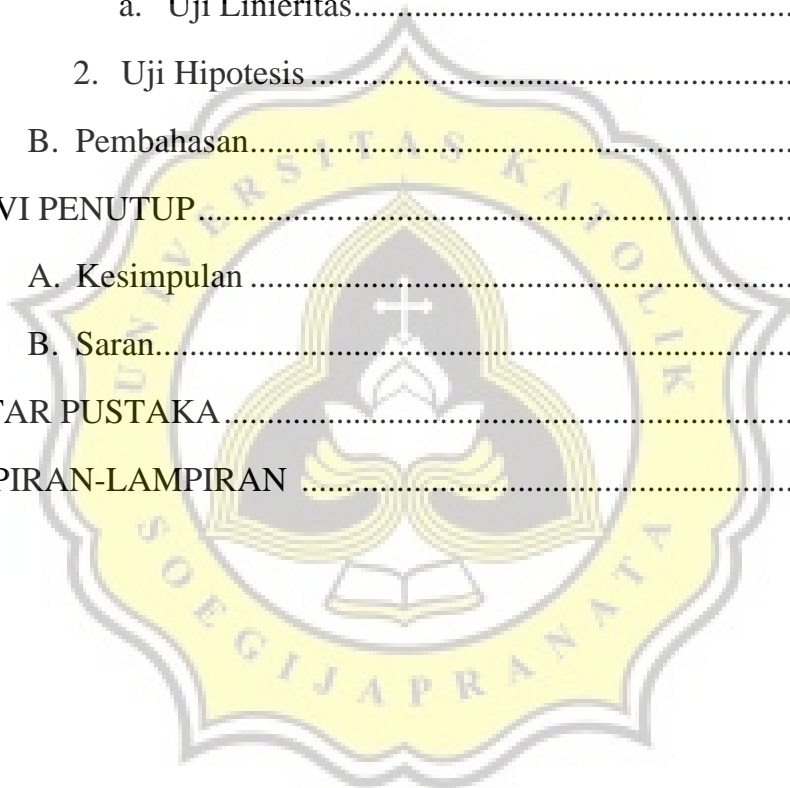 a. Uji Linieritas
2. Uji Hipotesis
B. Pembahasan
VI PENUTUP
A. Kesimpulan
B. Saran
TAR PUSTAKA
PIRAN-LAMPIRAN
UNIVERSITAS KATOLIK
SOEGIJAPRANATA